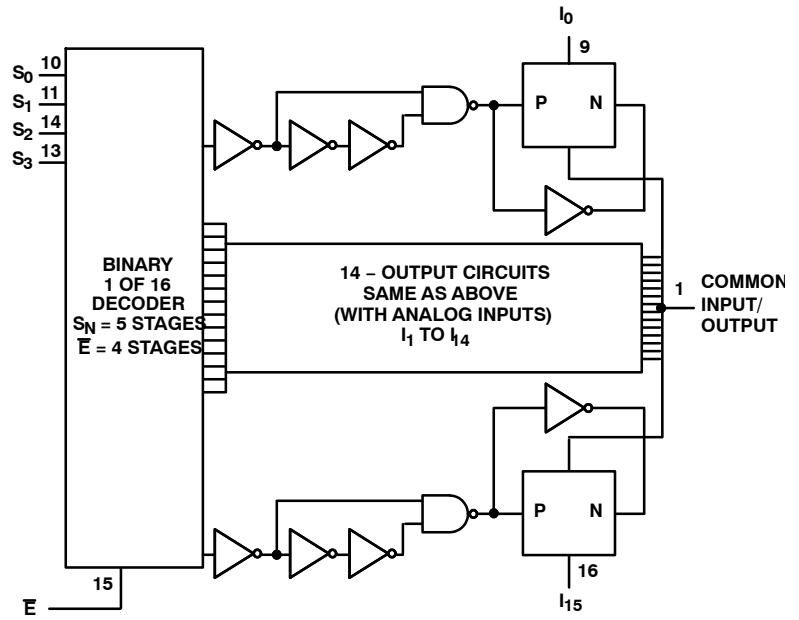 I0
9
S0 10
S1 11
S2 14
S3 13
P N
BINARY
1 OF 16
DECODER
SN = 5 STAGES
E̅ = 4 STAGES
14 – OUTPUT CIRCUITS
SAME AS ABOVE
(WITH ANALOG INPUTS)
I1 TO I14
1
COMMON
INPUT/
OUTPUT
P N
15
16
E̅
I15